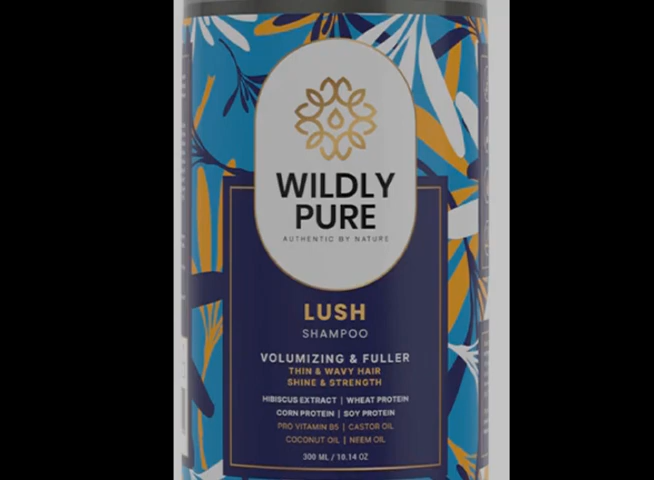 WILDLY
PURE
AUTHENTIC BY NATURE
LUSH
SHAMPOO
VOLUMIZING & FULLER
THIN & WAVY HAIR
SHINE & STRENGTH
HIBISCUS EXTRACT | WHEAT PROTEIN
CORN PROTEIN | SOY PROTEIN
PRO VITAMIN B5 | CASTOR OIL
COCONUT OIL | NEEM OIL
300 ML / 10.14 OZ